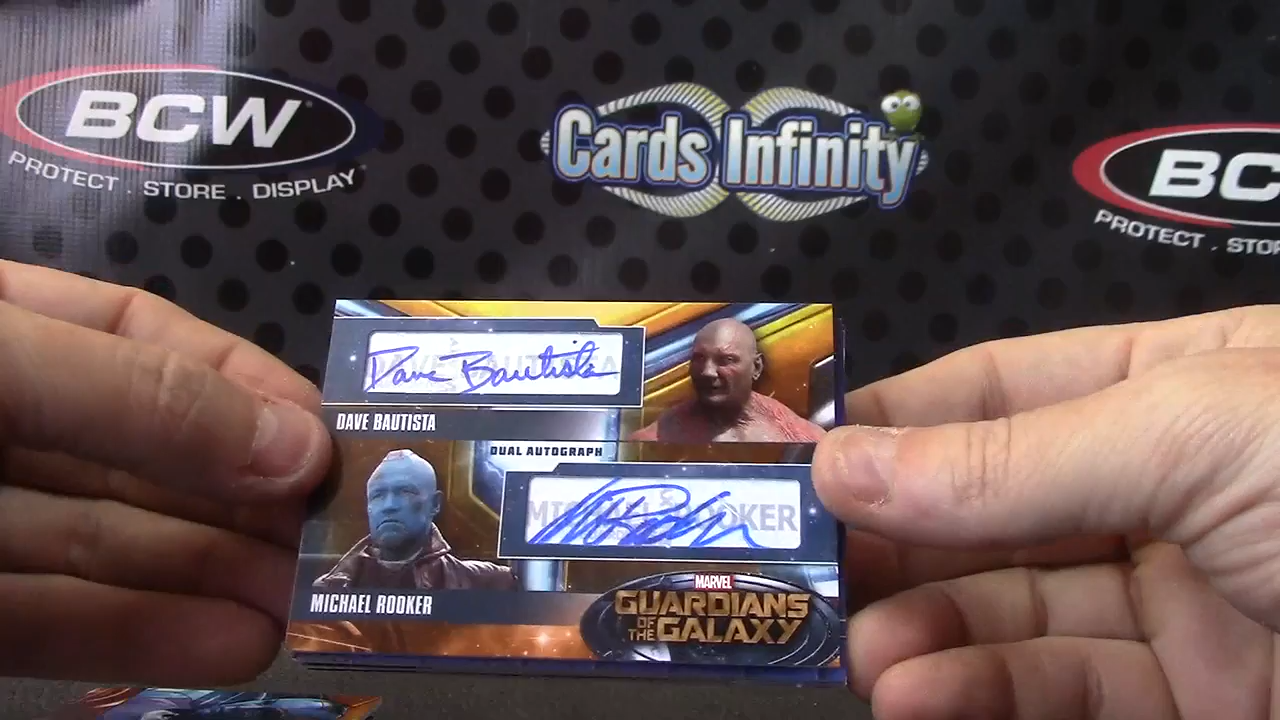 BCW
PROTECT . STORE . DISPLAY
Cards Infinity
BC
PROTECT . STOR
Dave Bautista
DAVE BAUTISTA
DUAL AUTOGRAPH
MICHAEL ROOKER
MICHAEL ROOKER
MARVEL
GUARDIANS
OF THE GALAXY